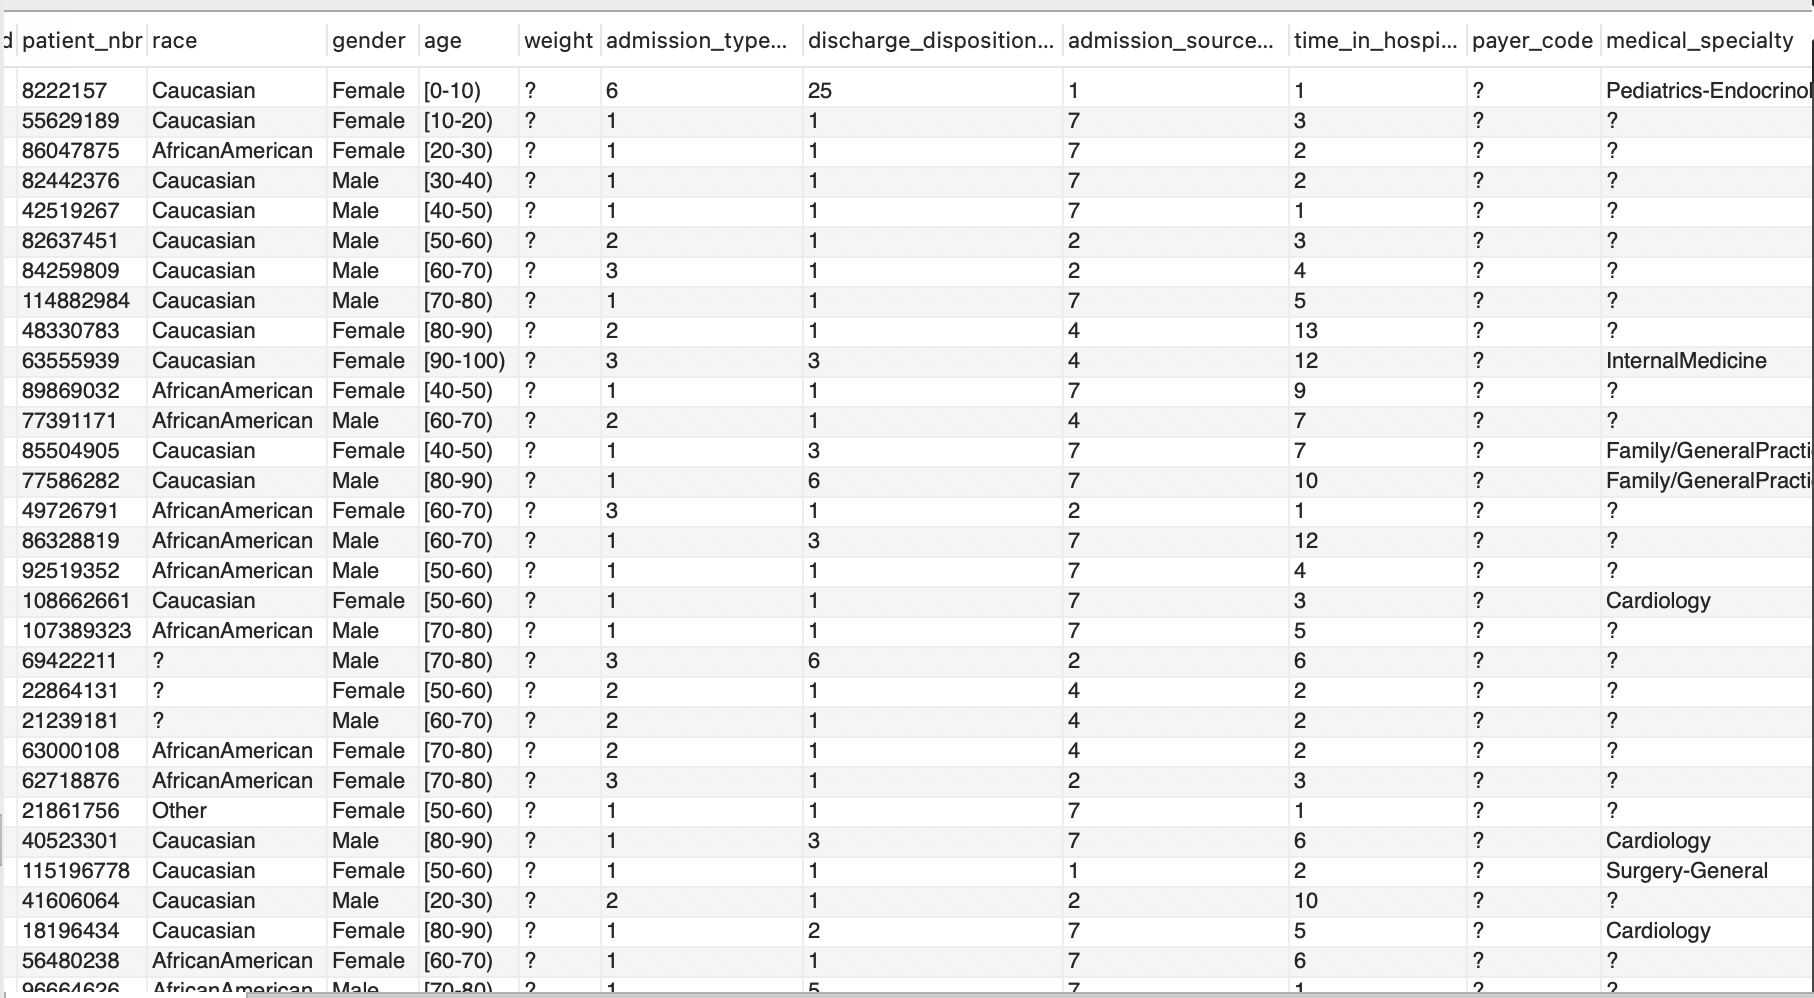 d patient_nbr race gender age weight admission_type... discharge_disposition... admission_source... time_in_hospi... payer_code medical_specialty
8222157 Caucasian Female [0-10) ? 6 25 1 1 ? Pediatrics-Endocrinol
55629189 Caucasian Female [10-20) ? 1 1 7 3 ? ?
86047875 AfricanAmerican Female [20-30) ? 1 1 7 2 ? ?
82442376 Caucasian Male [30-40) ? 1 1 7 2 ? ?
42519267 Caucasian Male [40-50) ? 1 1 7 1 ? ?
82637451 Caucasian Male [50-60) ? 2 1 2 3 ? ?
84259809 Caucasian Male [60-70) ? 3 1 2 4 ? ?
114882984 Caucasian Male [70-80) ? 1 1 7 5 ? ?
48330783 Caucasian Female [80-90) ? 2 1 4 13 ? ?
63555939 Caucasian Female [90-100) ? 3 3 4 12 ? InternalMedicine
89869032 AfricanAmerican Female [40-50) ? 1 1 7 9 ? ?
77391171 AfricanAmerican Male [60-70) ? 2 1 4 7 ? ?
85504905 Caucasian Female [40-50) ? 1 3 7 7 ? Family/GeneralPracti
77586282 Caucasian Male [80-90) ? 1 6 7 10 ? Family/GeneralPracti
49726791 AfricanAmerican Female [60-70) ? 3 1 2 1 ? ?
86328819 AfricanAmerican Male [60-70) ? 1 3 7 12 ? ?
92519352 AfricanAmerican Male [50-60) ? 1 1 7 4 ? ?
108662661 Caucasian Female [50-60) ? 1 1 7 3 ? Cardiology
107389323 AfricanAmerican Male [70-80) ? 1 1 7 5 ? ?
69422211 ? Male [70-80) ? 3 6 2 6 ? ?
22864131 ? Female [50-60) ? 2 1 4 2 ? ?
21239181 ? Male [60-70) ? 2 1 4 2 ? ?
63000108 AfricanAmerican Female [70-80) ? 2 1 4 2 ? ?
62718876 AfricanAmerican Female [70-80) ? 3 1 2 3 ? ?
21861756 Other Female [50-60) ? 1 1 7 1 ? ?
40523301 Caucasian Male [80-90) ? 1 3 7 6 ? Cardiology
115196778 Caucasian Female [50-60) ? 1 1 1 2 ? Surgery-General
41606064 Caucasian Male [20-30) ? 2 1 2 10 ? ?
18196434 Caucasian Female [80-90) ? 1 2 7 5 ? Cardiology
56480238 AfricanAmerican Female [60-70) ? 1 1 7 6 ? ?
96664626 AfricanAmerican Male [70-80) ? 1 5 7 1 ? ?